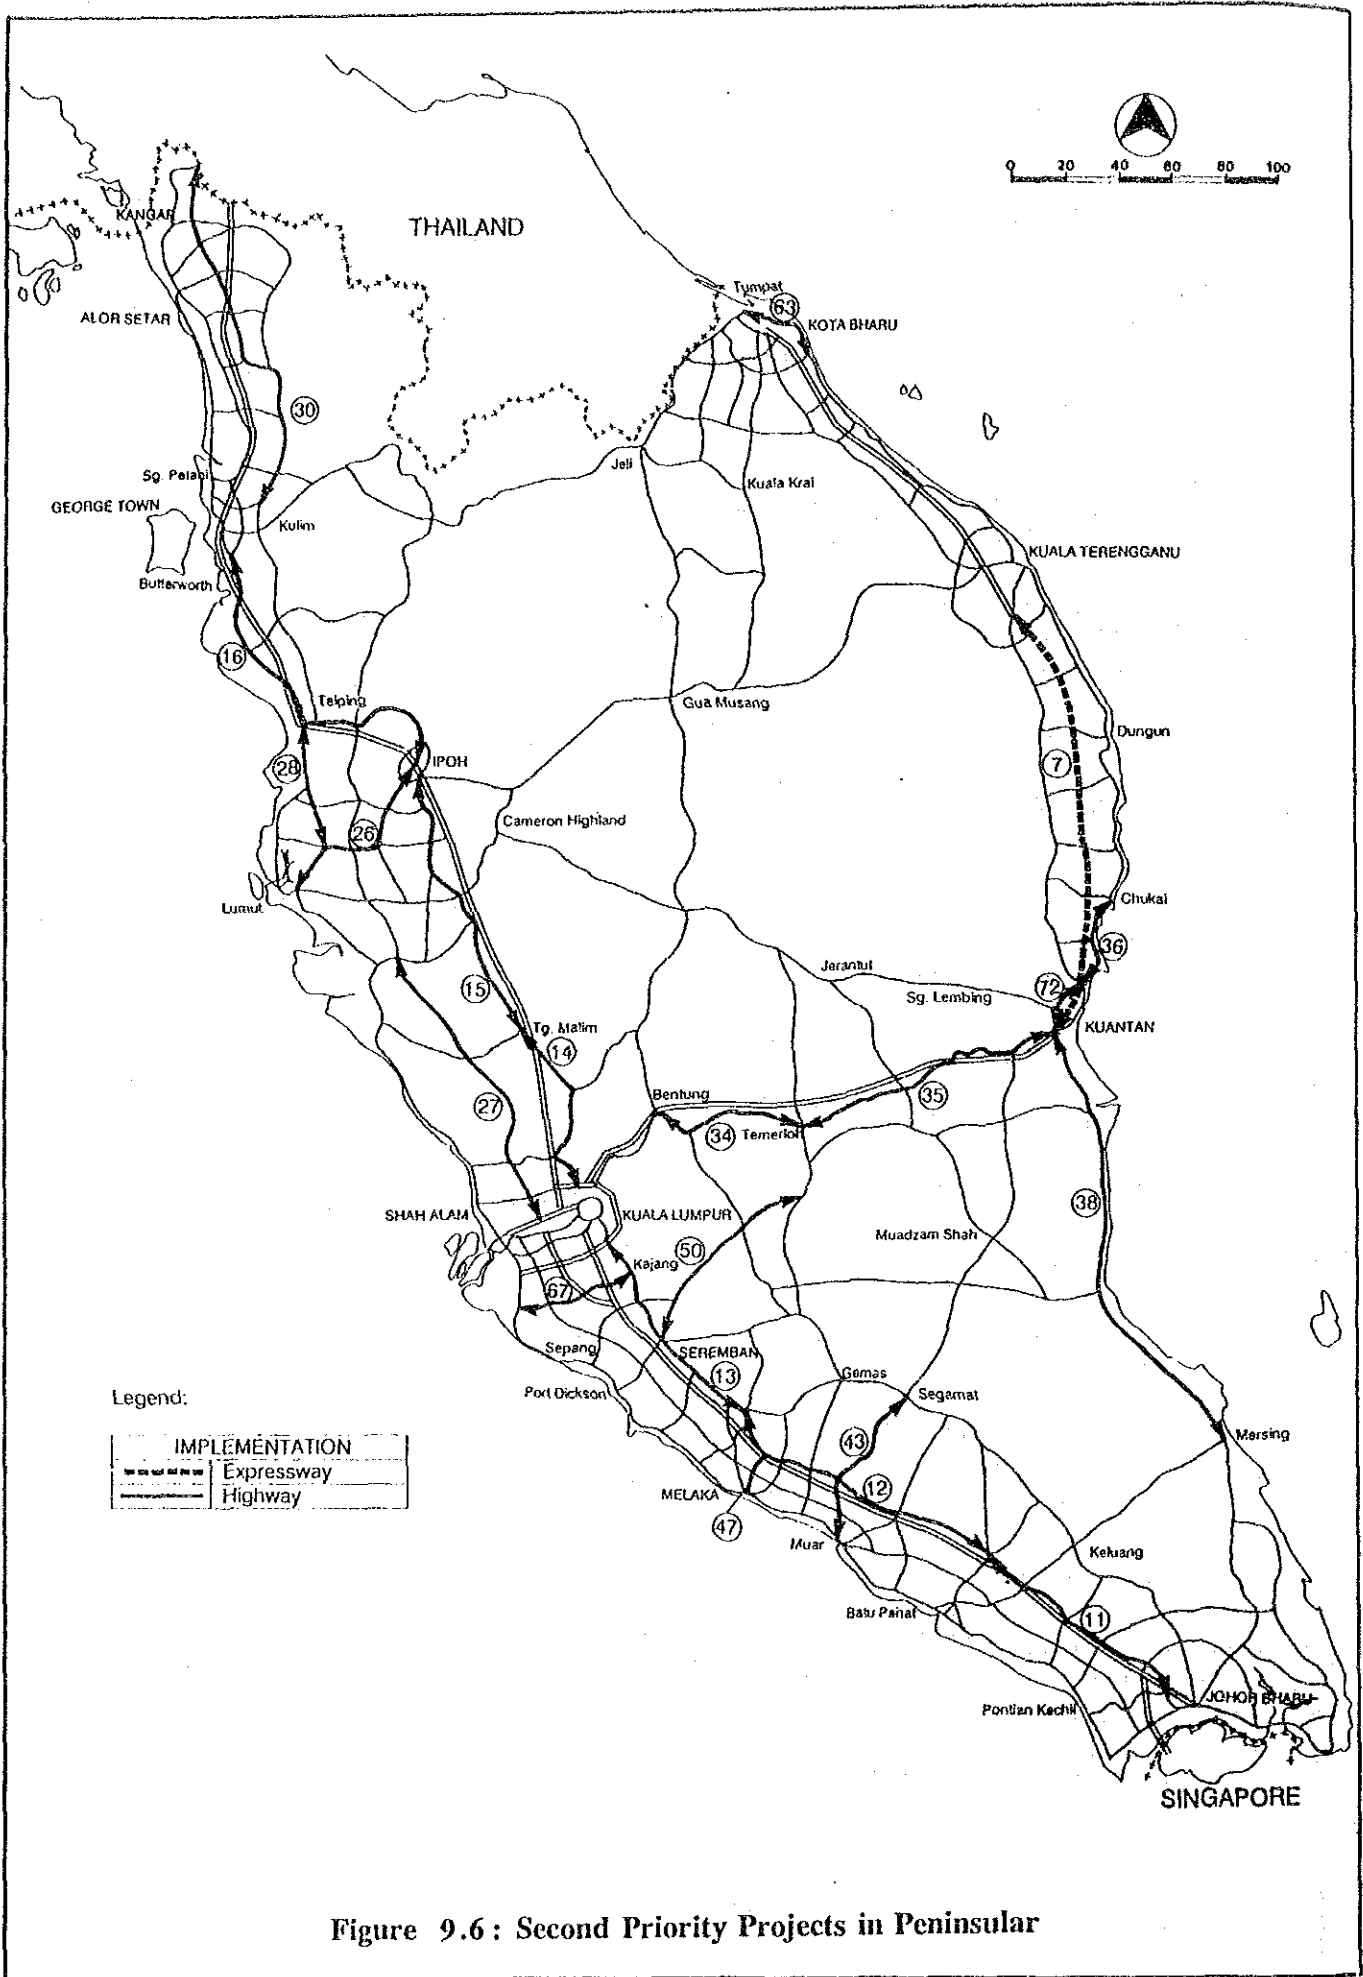 0 20 40 60 80 100
THAILAND
KANGAR
Tumpat
63
KOTA BHARU
ALOR SETAR
30
Jeli
Sg. Petani
Kuala Krai
GEORGE TOWN
Kulim
KUALA TERENGGANU
Butterworth
16
Taiping
Gua Musang
Dungun
28
IPOH
7
26
Cameron Highland
Lumut
Chukai
36
15
Jerantut
72
Sg. Lembing
Tg. Malim
KUANTAN
14
27
Bentung
35
34
Temerloh
38
SHAH ALAM
KUALA LUMPUR
Muadzam Shah
50
Kajang
67
Sepang
SEREMBAN
13
Gemas
Port Dickson
Segamat
Legend:
IMPLEMENTATION
Expressway
Highway
43
Mersing
12
MELAKA
47
Muar
Keluang
Batu Pahat
11
Pontian Kechil
JOHOR BHARU
SINGAPORE
Figure 9.6 : Second Priority Projects in Peninsular